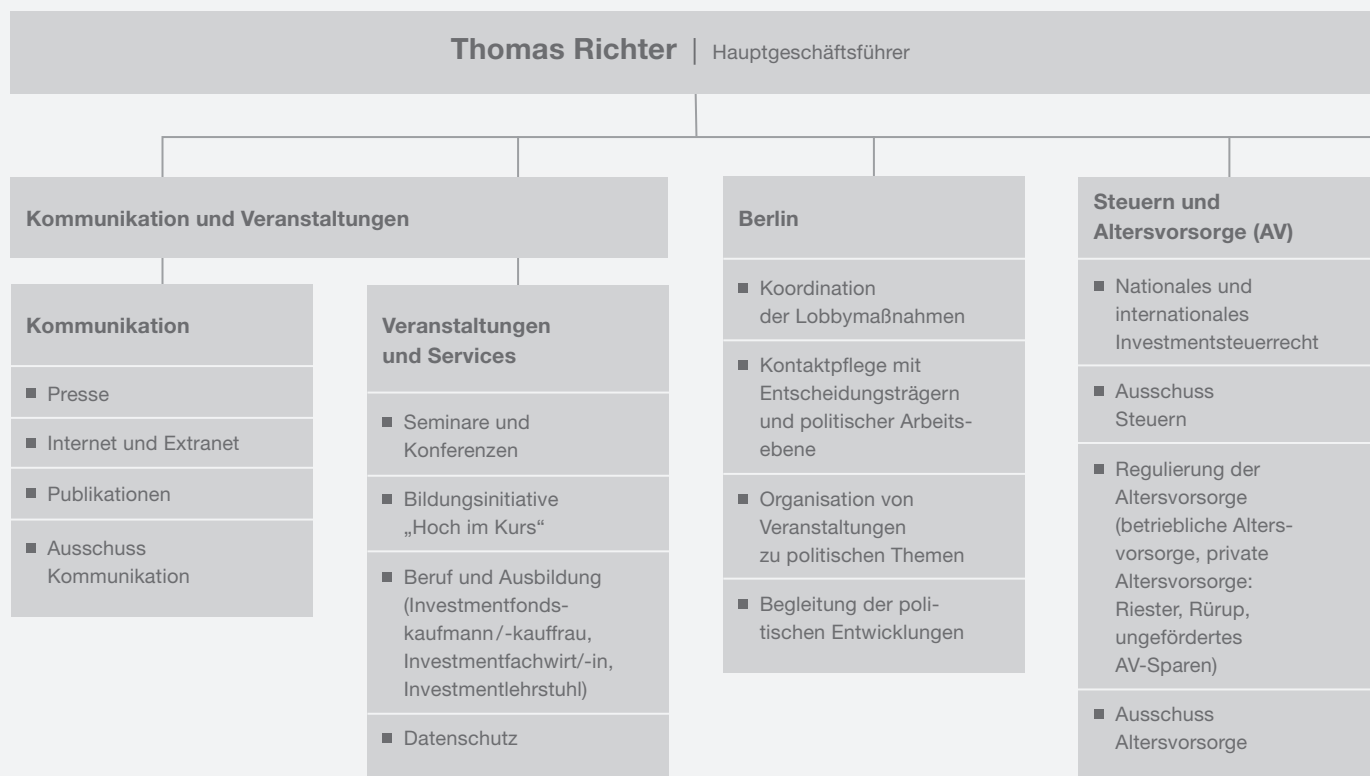 Thomas Richter | Hauptgeschäftsführer
Kommunikation und Veranstaltungen
Kommunikation
■ Presse
■ Internet und Extranet
■ Publikationen
■ Ausschuss
Kommunikation
Veranstaltungen
und Services
■ Seminare und
Konferenzen
■ Bildungsinitiative
„Hoch im Kurs“
■ Beruf und Ausbildung
(Investmentfonds-
kaufmann/-kauffrau,
Investmentfachwirt/-in,
Investmentlehrstuhl)
■ Datenschutz
Berlin
■ Koordination
der Lobbymaßnahmen
■ Kontaktpflege mit
Entscheidungsträgern
und politischer Arbeits-
ebene
■ Organisation von
Veranstaltungen
zu politischen Themen
■ Begleitung der poli-
tischen Entwicklungen
Steuern und
Altersvorsorge (AV)
■ Nationales und
internationales
Investmentsteuerrecht
■ Ausschuss
Steuern
■ Regulierung der
Altersvorsorge
(betriebliche Alters-
vorsorge, private
Altersvorsorge:
Riester, Rürup,
ungefördertes
AV-Sparen)
■ Ausschuss
Altersvorsorge